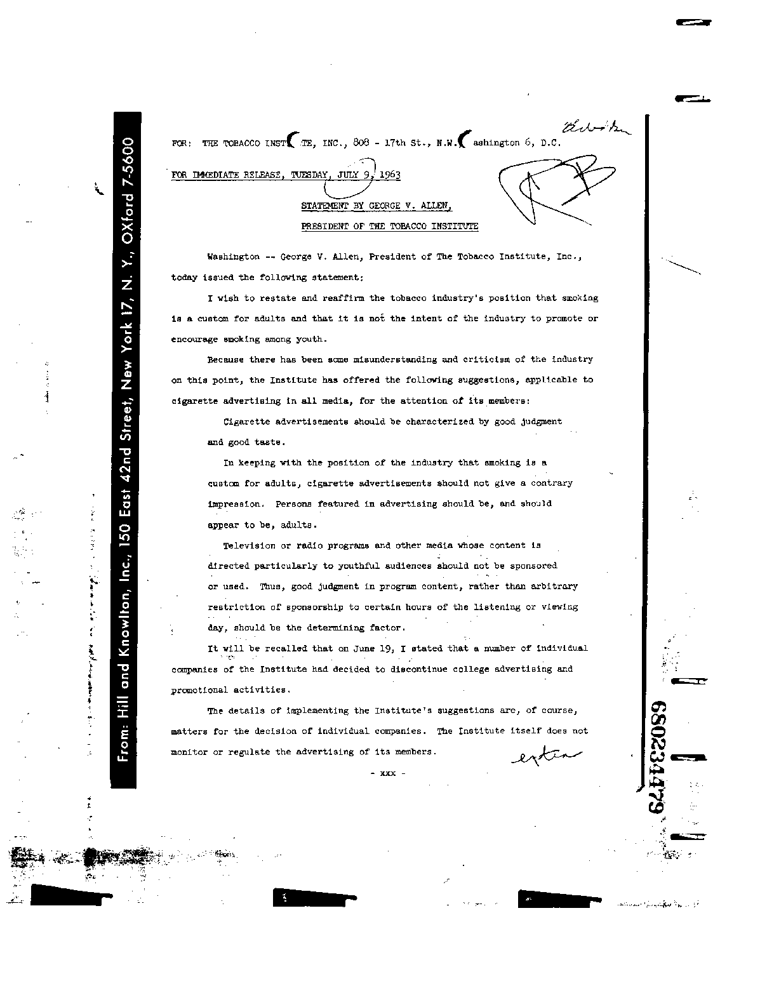 FOR: THE TOBACCO INST TE, INC., 808 - 17th St., N.W. ashington 6, D.C.
FOR IMMEDIATE RELEASE, TUESDAY, JULY 9, 1963
STATEMENT BY GEORGE V. ALLEN,
PRESIDENT OF THE TOBACCO INSTITUTE
Washington -- George V. Allen, President of The Tobacco Institute, Inc.,
today issued the following statement:
I wish to restate and reaffirm the tobacco industry's position that smoking
is a custom for adults and that it is not the intent of the industry to promote or
encourage smoking among youth.
Because there has been some misunderstanding and criticism of the industry
on this point, the Institute has offered the following suggestions, applicable to
cigarette advertising in all media, for the attention of its members:
Cigarette advertisements should be characterized by good judgment
and good taste.
In keeping with the position of the industry that smoking is a
custom for adults, cigarette advertisements should not give a contrary
impression. Persons featured in advertising should be, and should
appear to be, adults.
Television or radio programs and other media whose content is
directed particularly to youthful audiences should not be sponsored
or used. Thus, good judgment in program content, rather than arbitrary
restriction of sponsorship to certain hours of the listening or viewing
day, should be the determining factor.
It will be recalled that on June 19, I stated that a number of individual
companies of the Institute had decided to discontinue college advertising and
promotional activities.
The details of implementing the Institute's suggestions are, of course,
matters for the decision of individual companies. The Institute itself does not
monitor or regulate the advertising of its members.
- xxx -
From: Hill and Knowlton, Inc., 150 East 42nd Street, New York 17, N. Y., OXford 7-5600
680234479